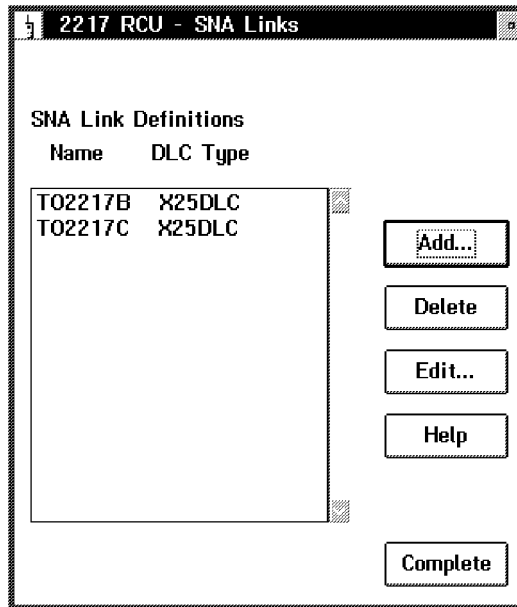 2217 RCU - SNA Links
SNA Link Definitions
Name DLC Type
TO2217B X25DLC
TO2217C X25DLC
Add...
Delete
Edit...
Help
Complete